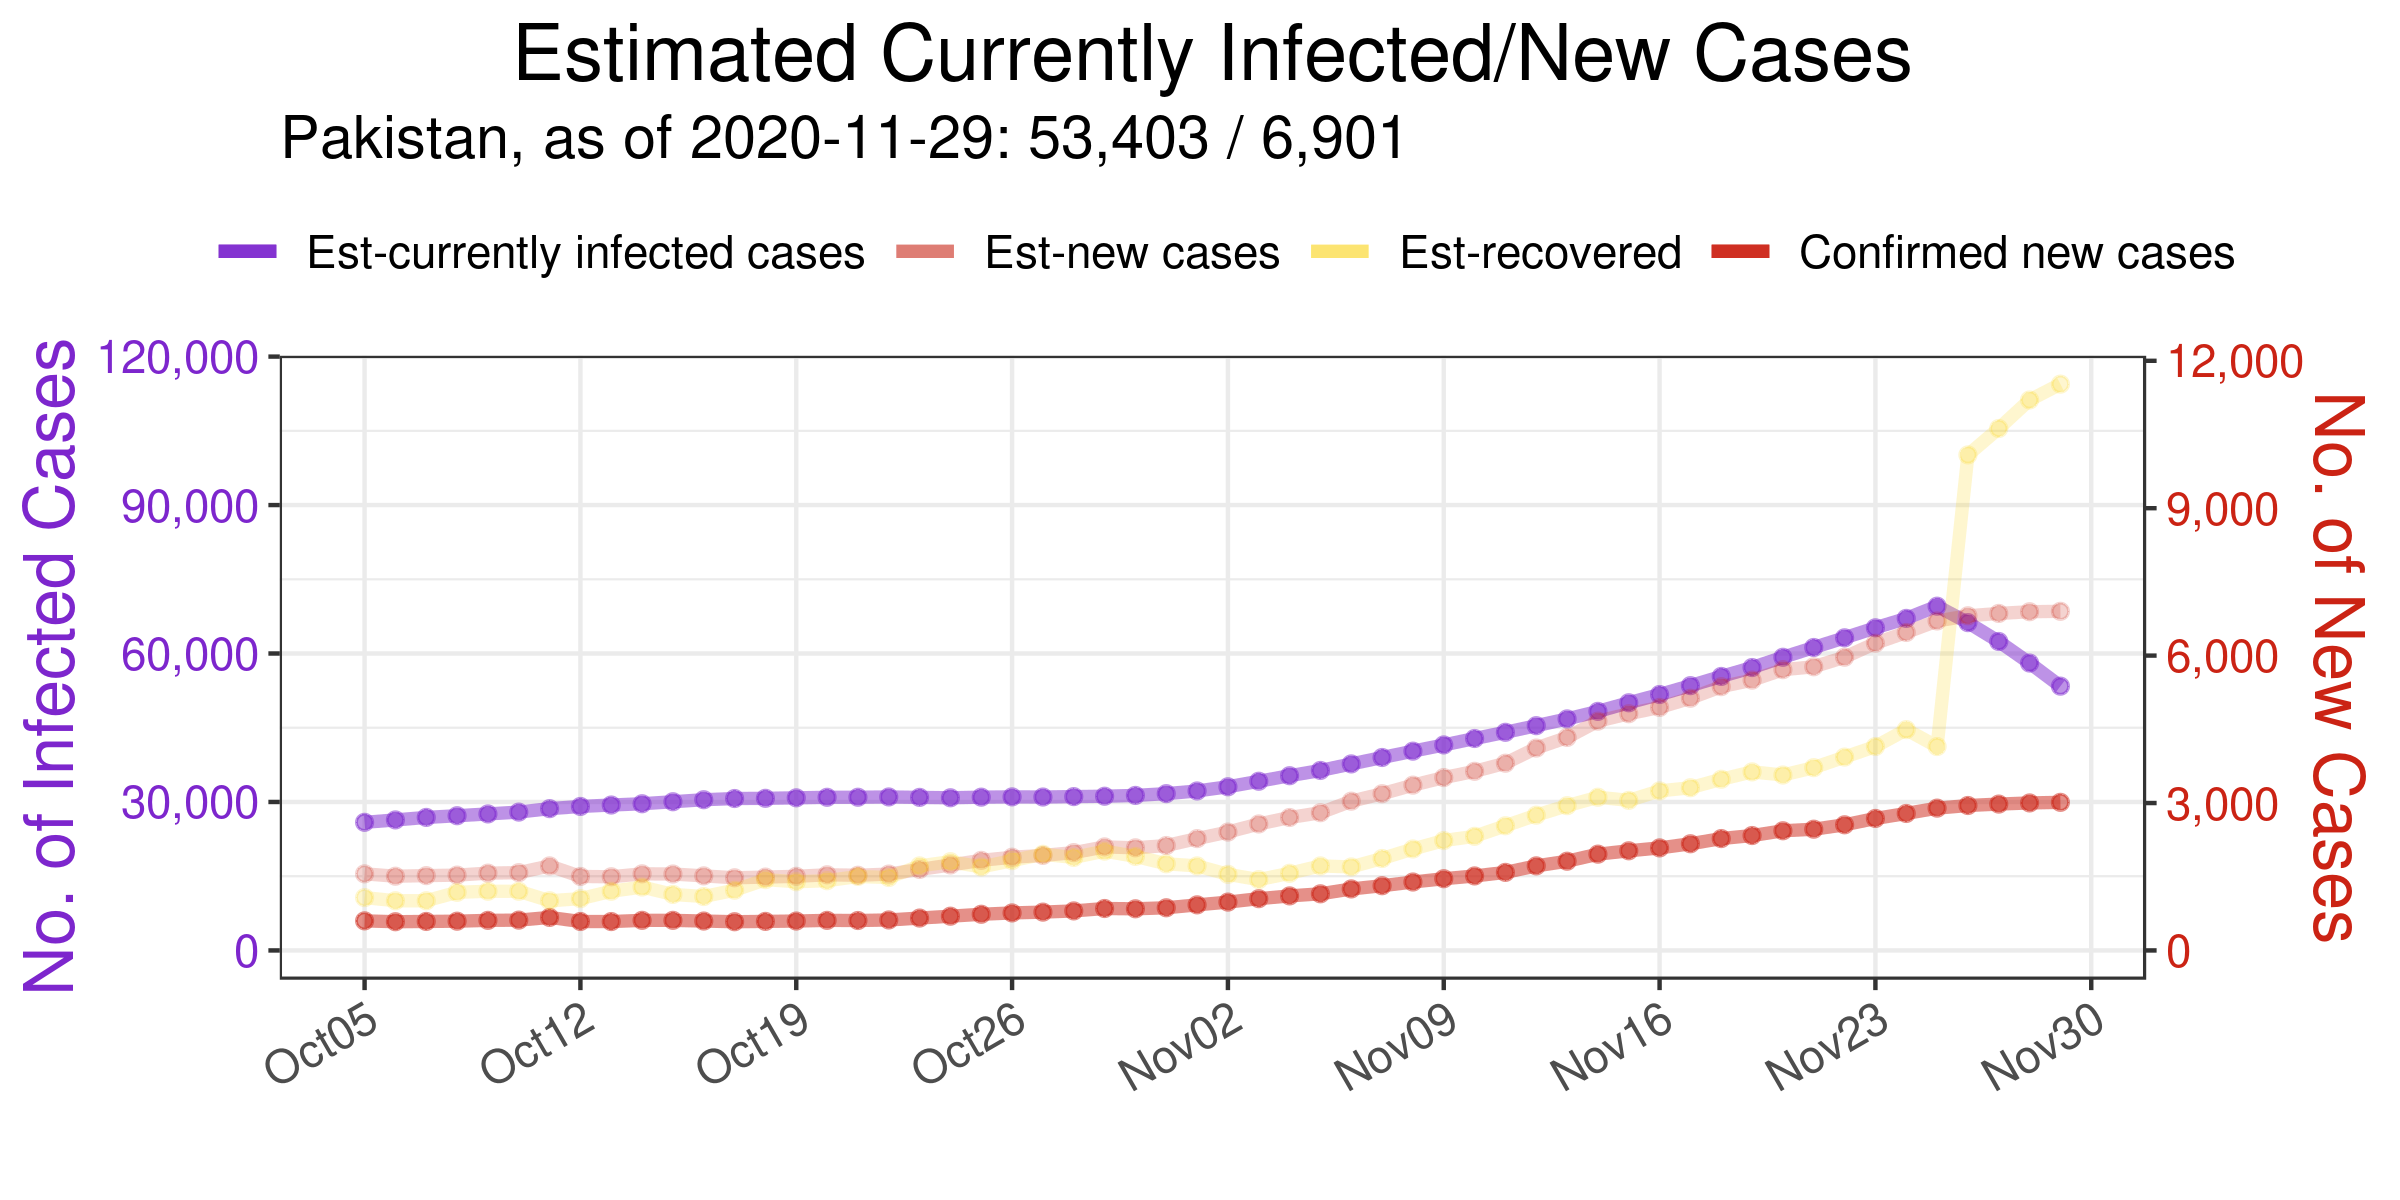 Estimated Currently Infected/New Cases
Pakistan, as of 2020-11-29: 53,403 / 6,901
Est-currently infected cases Est-new cases Est-recovered Confirmed new cases
No. of Infected Cases
120,000
90,000
60,000
30,000
0
12,000
9,000
6,000
3,000
0
No. of New Cases
Oct05 Oct12 Oct19 Oct26 Nov02 Nov09 Nov16 Nov23 Nov30